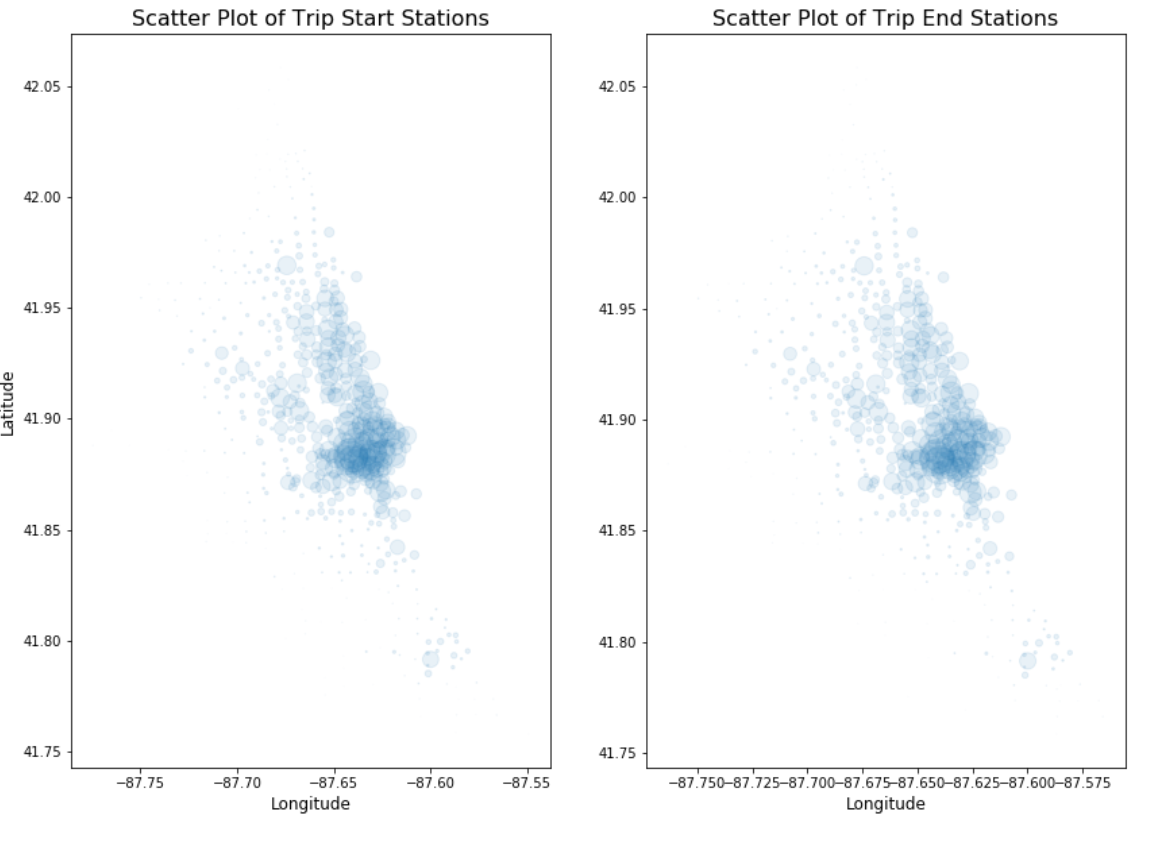 Scatter Plot of Trip Start Stations
42.05
42.00
41.95
41.90
41.85
41.80
41.75
Latitude
−87.75 −87.70 −87.65 −87.60 −87.55
Longitude
Scatter Plot of Trip End Stations
42.05
42.00
41.95
41.90
41.85
41.80
41.75
−87.750 −87.725 −87.700 −87.675 −87.650 −87.625 −87.600 −87.575
Longitude